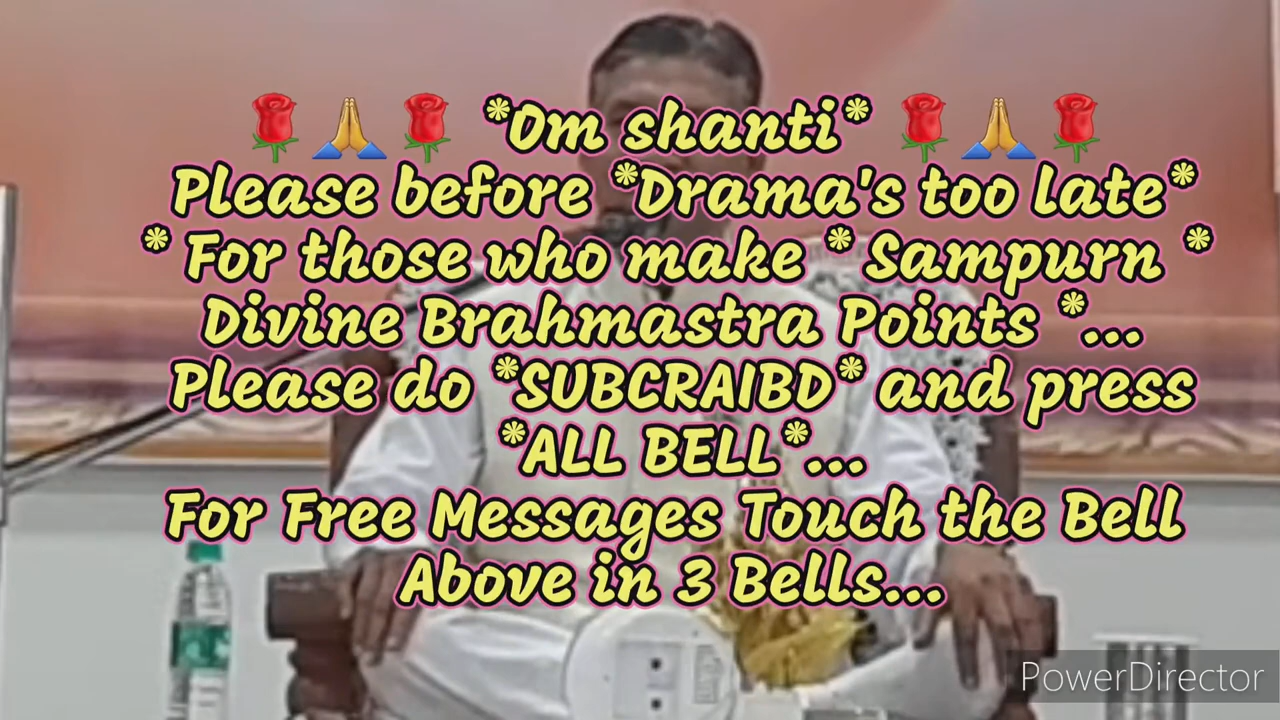 🌹🙏🌹 *Om shanti* 🌹🙏🌹
Please before *Drama's too late*
* For those who make * Sampurn *
Divine Brahmastra Points *...
Please do *SUBCRAIBD* and press
*ALL BELL*...
For Free Messages Touch the Bell
Above in 3 Bells...
PowerDirector